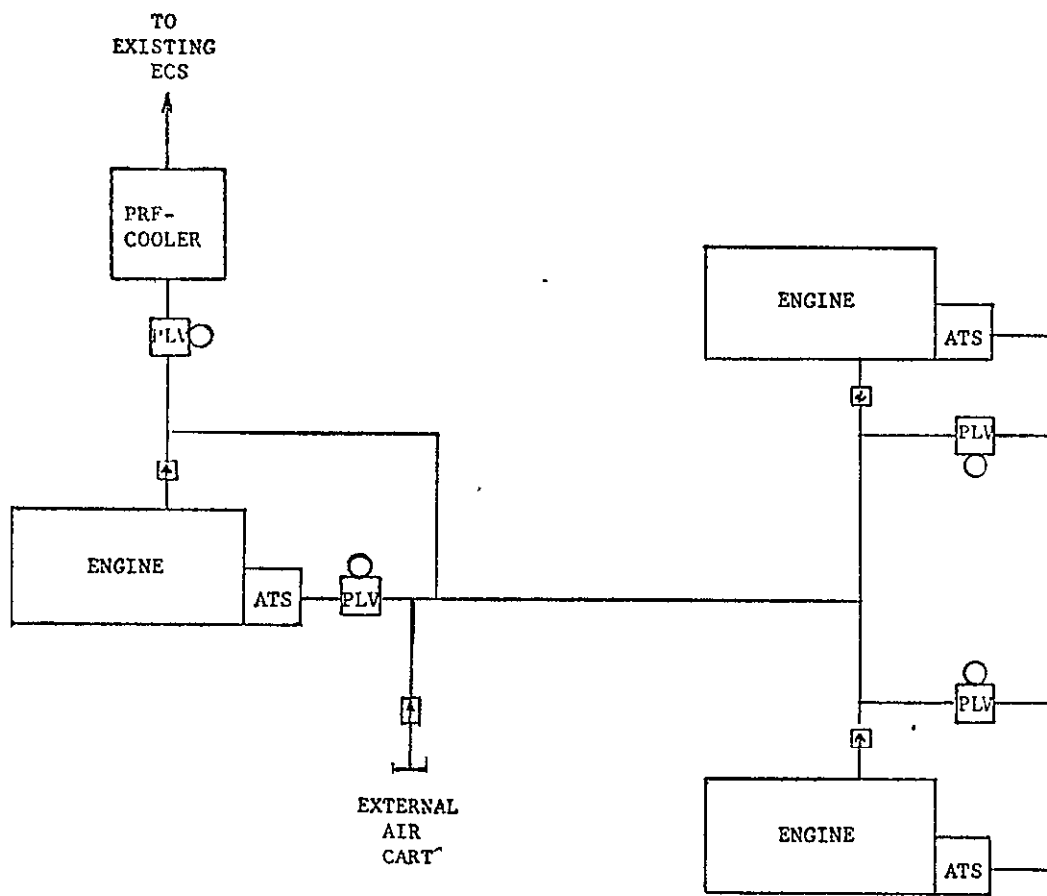 TO
EXISTING
ECS
PRF-
COOLER
PLV
ENGINE
ATS
PLV
ENGINE
ATS
PLV
EXTERNAL
AIR
CART
PLV
ENGINE
ATS